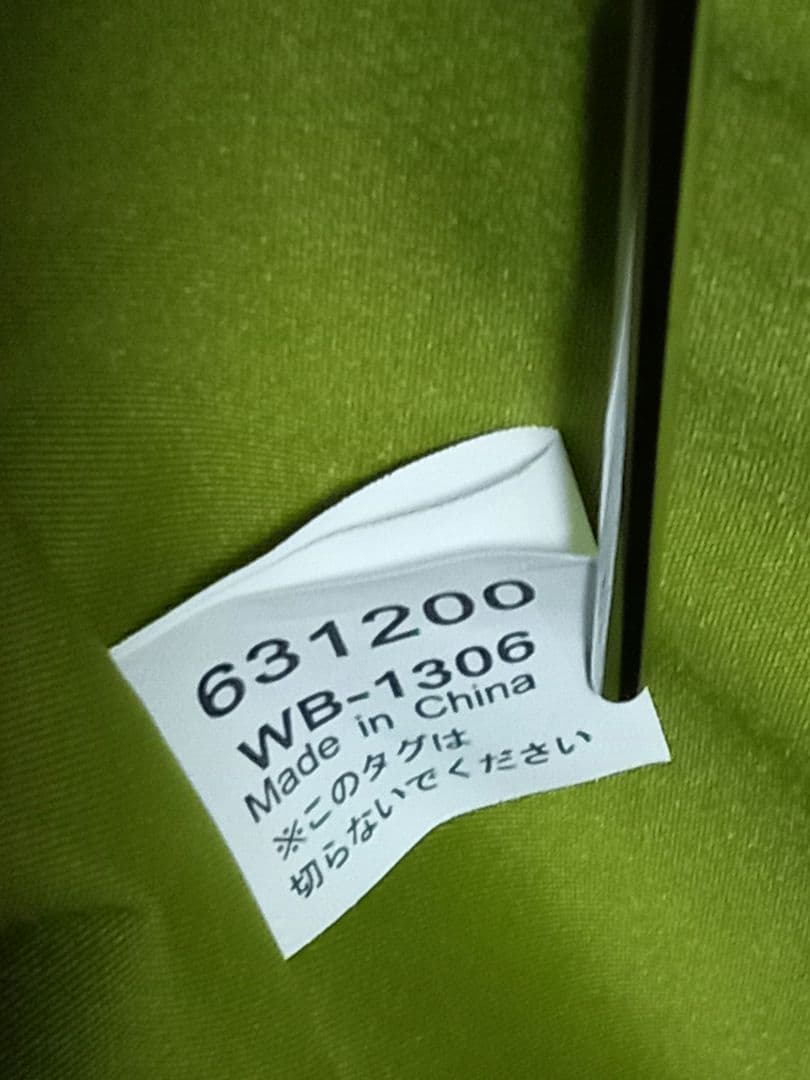 631200
WB-1306
Made in China
※このタグは
切らないでください